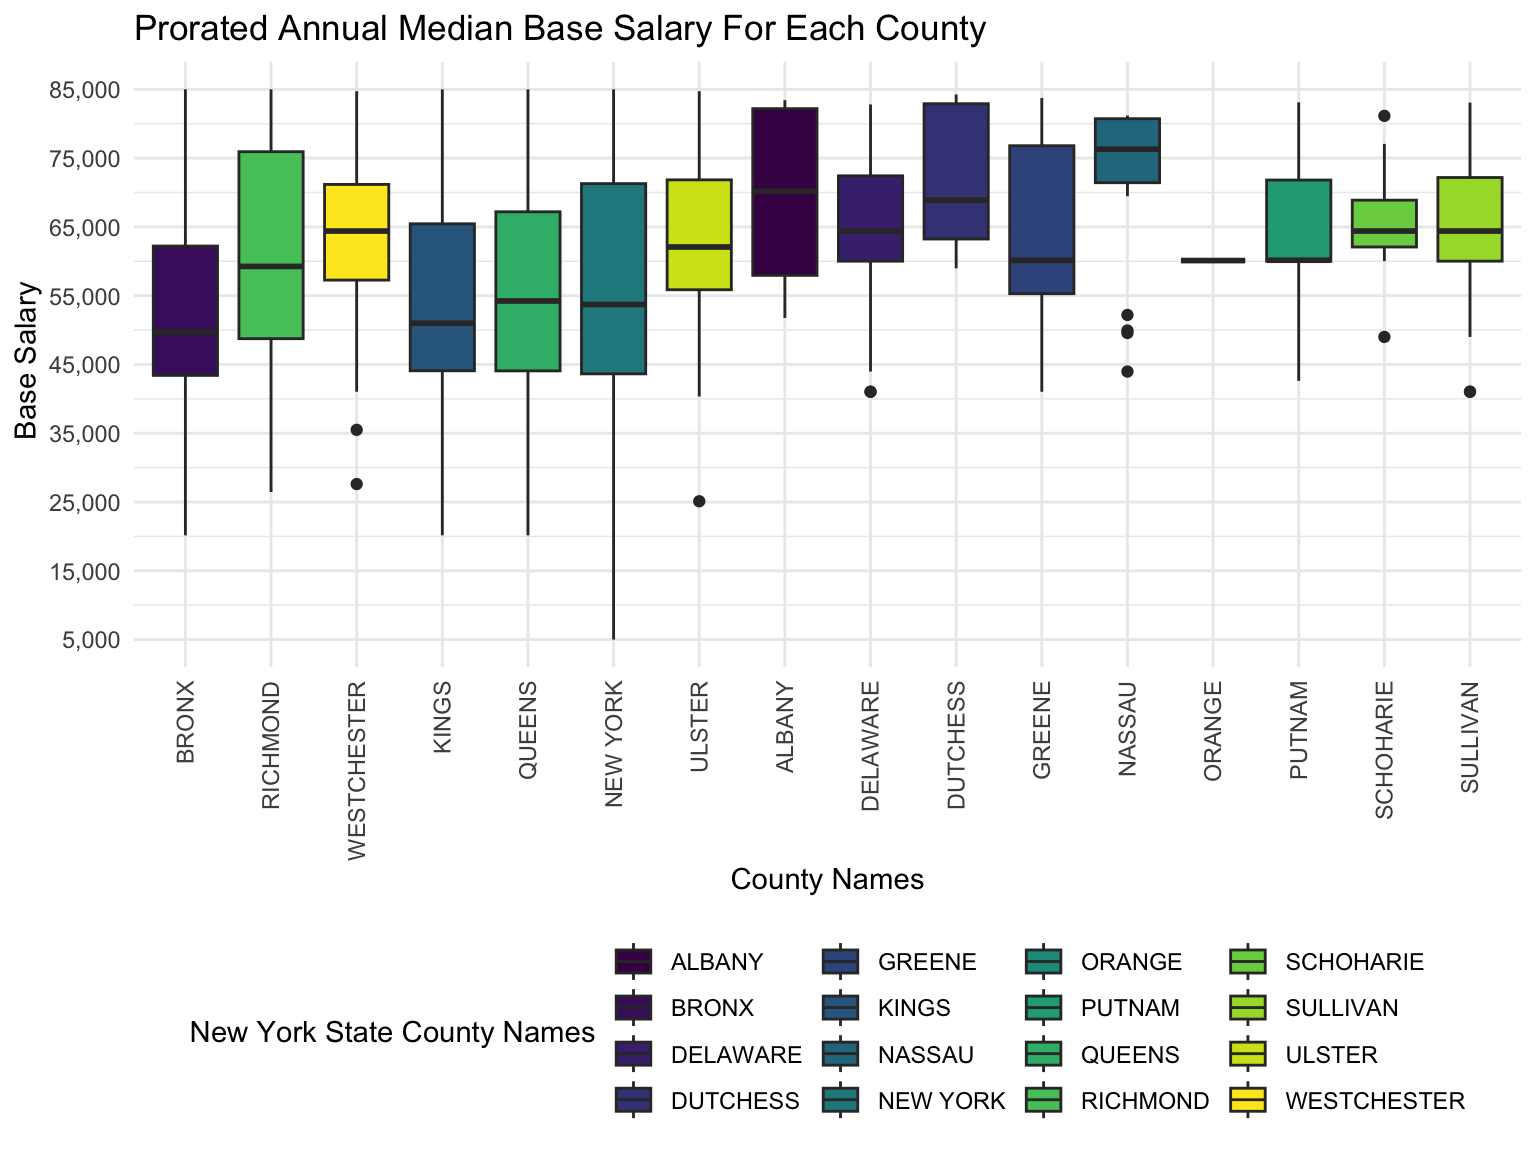 Prorated Annual Median Base Salary For Each County
Base Salary
85,000
75,000
65,000
55,000
45,000
35,000
25,000
15,000
5,000
BRONX
RICHMOND
WESTCHESTER
KINGS
QUEENS
NEW YORK
ULSTER
ALBANY
DELAWARE
DUTCHESS
GREENE
NASSAU
ORANGE
PUTNAM
SCHOHARIE
SULLIVAN
County Names
New York State County Names
ALBANY
BRONX
DELAWARE
DUTCHESS
GREENE
KINGS
NASSAU
NEW YORK
ORANGE
PUTNAM
QUEENS
RICHMOND
SCHOHARIE
SULLIVAN
ULSTER
WESTCHESTER